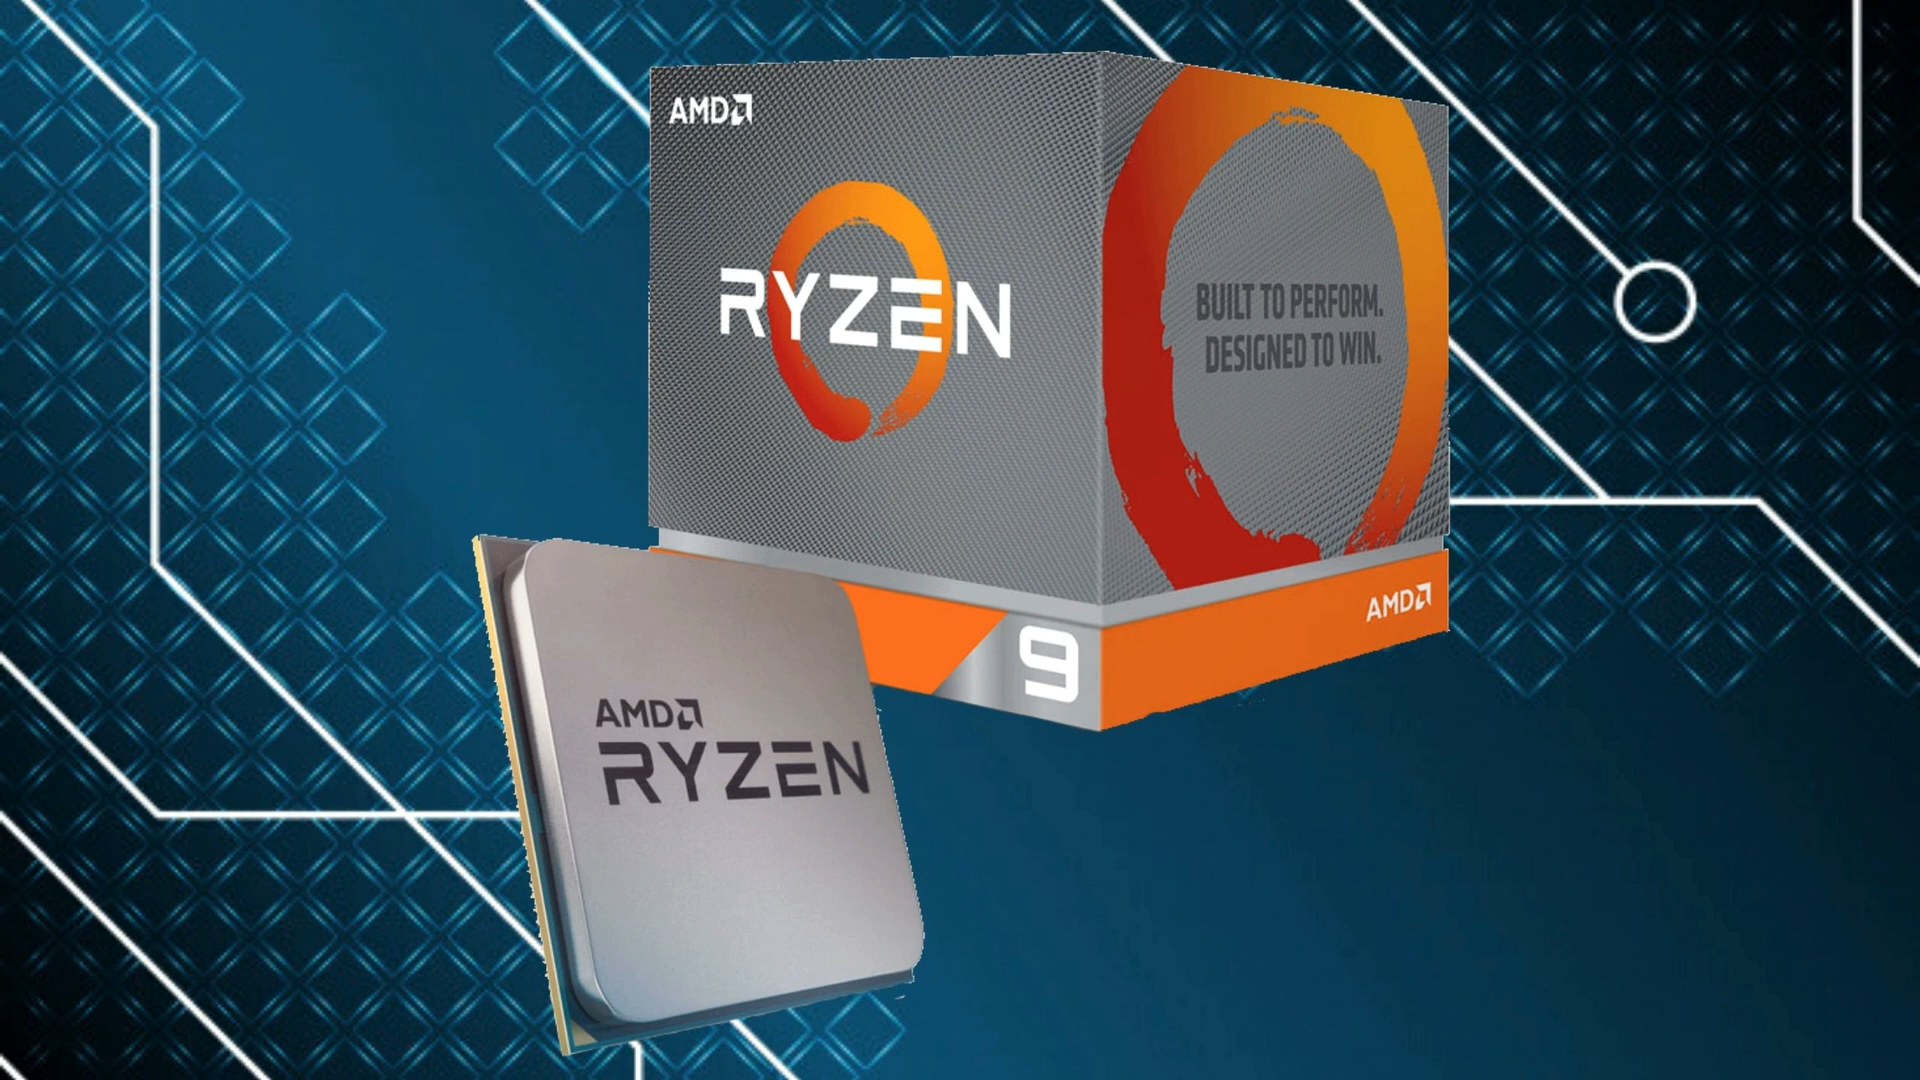 AMD
RYZEN
BUILT TO PERFORM.
DESIGNED TO WIN.
9
AMD
AMD
RYZEN